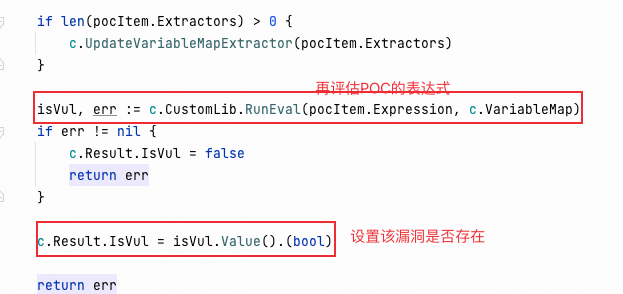 if len(pocItem.Extractors) > 0 {
c.UpdateVariableMapExtractor(pocItem.Extractors)
}
再评估POC的表达式
isVul, err := c.CustomLib.RunEval(pocItem.Expression, c.VariableMap)
if err != nil {
c.Result.IsVul = false
return err
}
c.Result.IsVul = isVul.Value().(bool)
设置该漏洞是否存在
return err